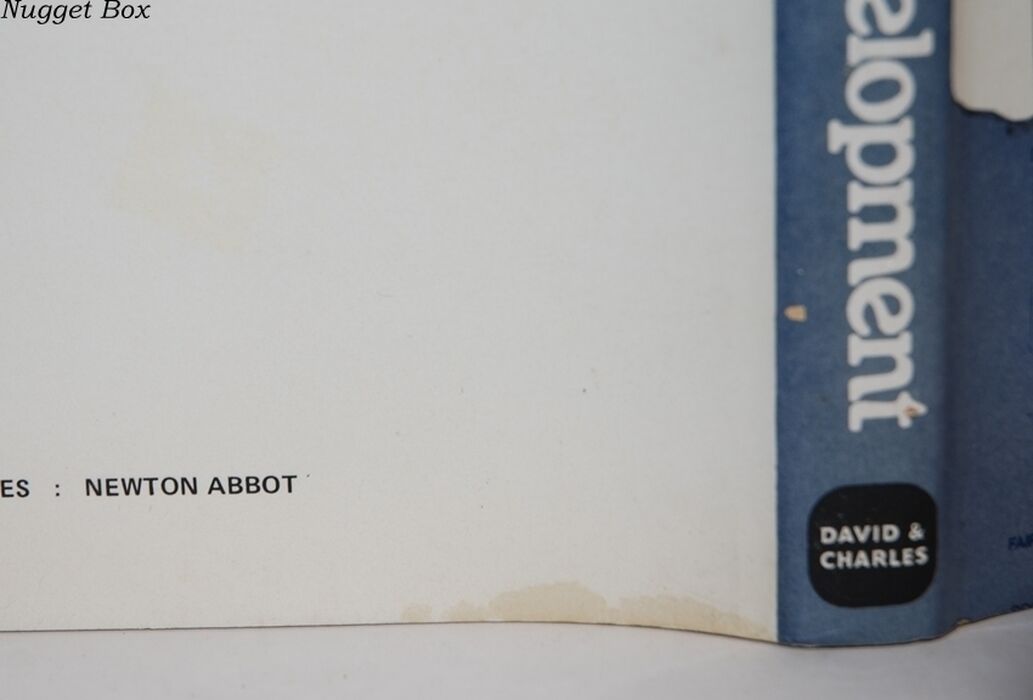 Nugget Box
elopment
ES : NEWTON ABBOT
DAVID &
CHARLES